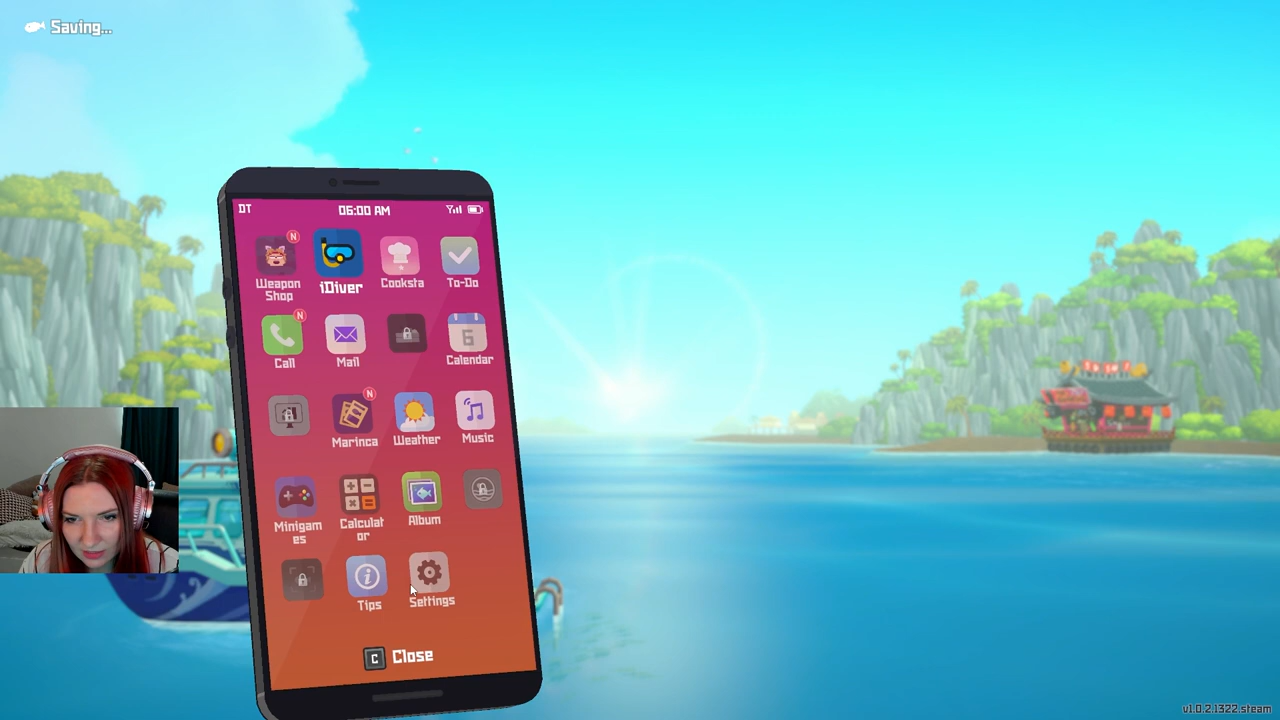 Saving...
DT
06:00 AM
N
Weapon
Shop
iDiver
Cooksta
To-Do
N
Call
Mail
6
Calendar
N
Marinca
Weather
Music
Minigam
es
Calculat
or
Album
Tips
Settings
C Close
v1.0.2.1322.steam